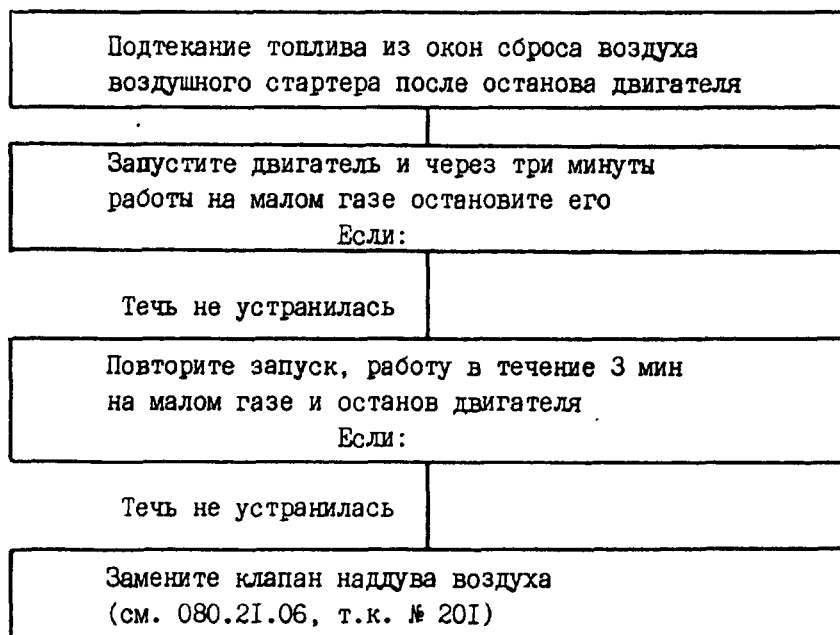 Подтекание топлива из окон сброса воздуха
воздушного стартера после останова двигателя
Запустите двигатель и через три минуты
работы на малом газе остановите его
Если:
Течь не устранилась
Повторите запуск, работу в течение 3 мин
на малом газе и останов двигателя
Если:
Течь не устранилась
Замените клапан наддува воздуха
(см. 080.2I.06, т.к. № 20I)